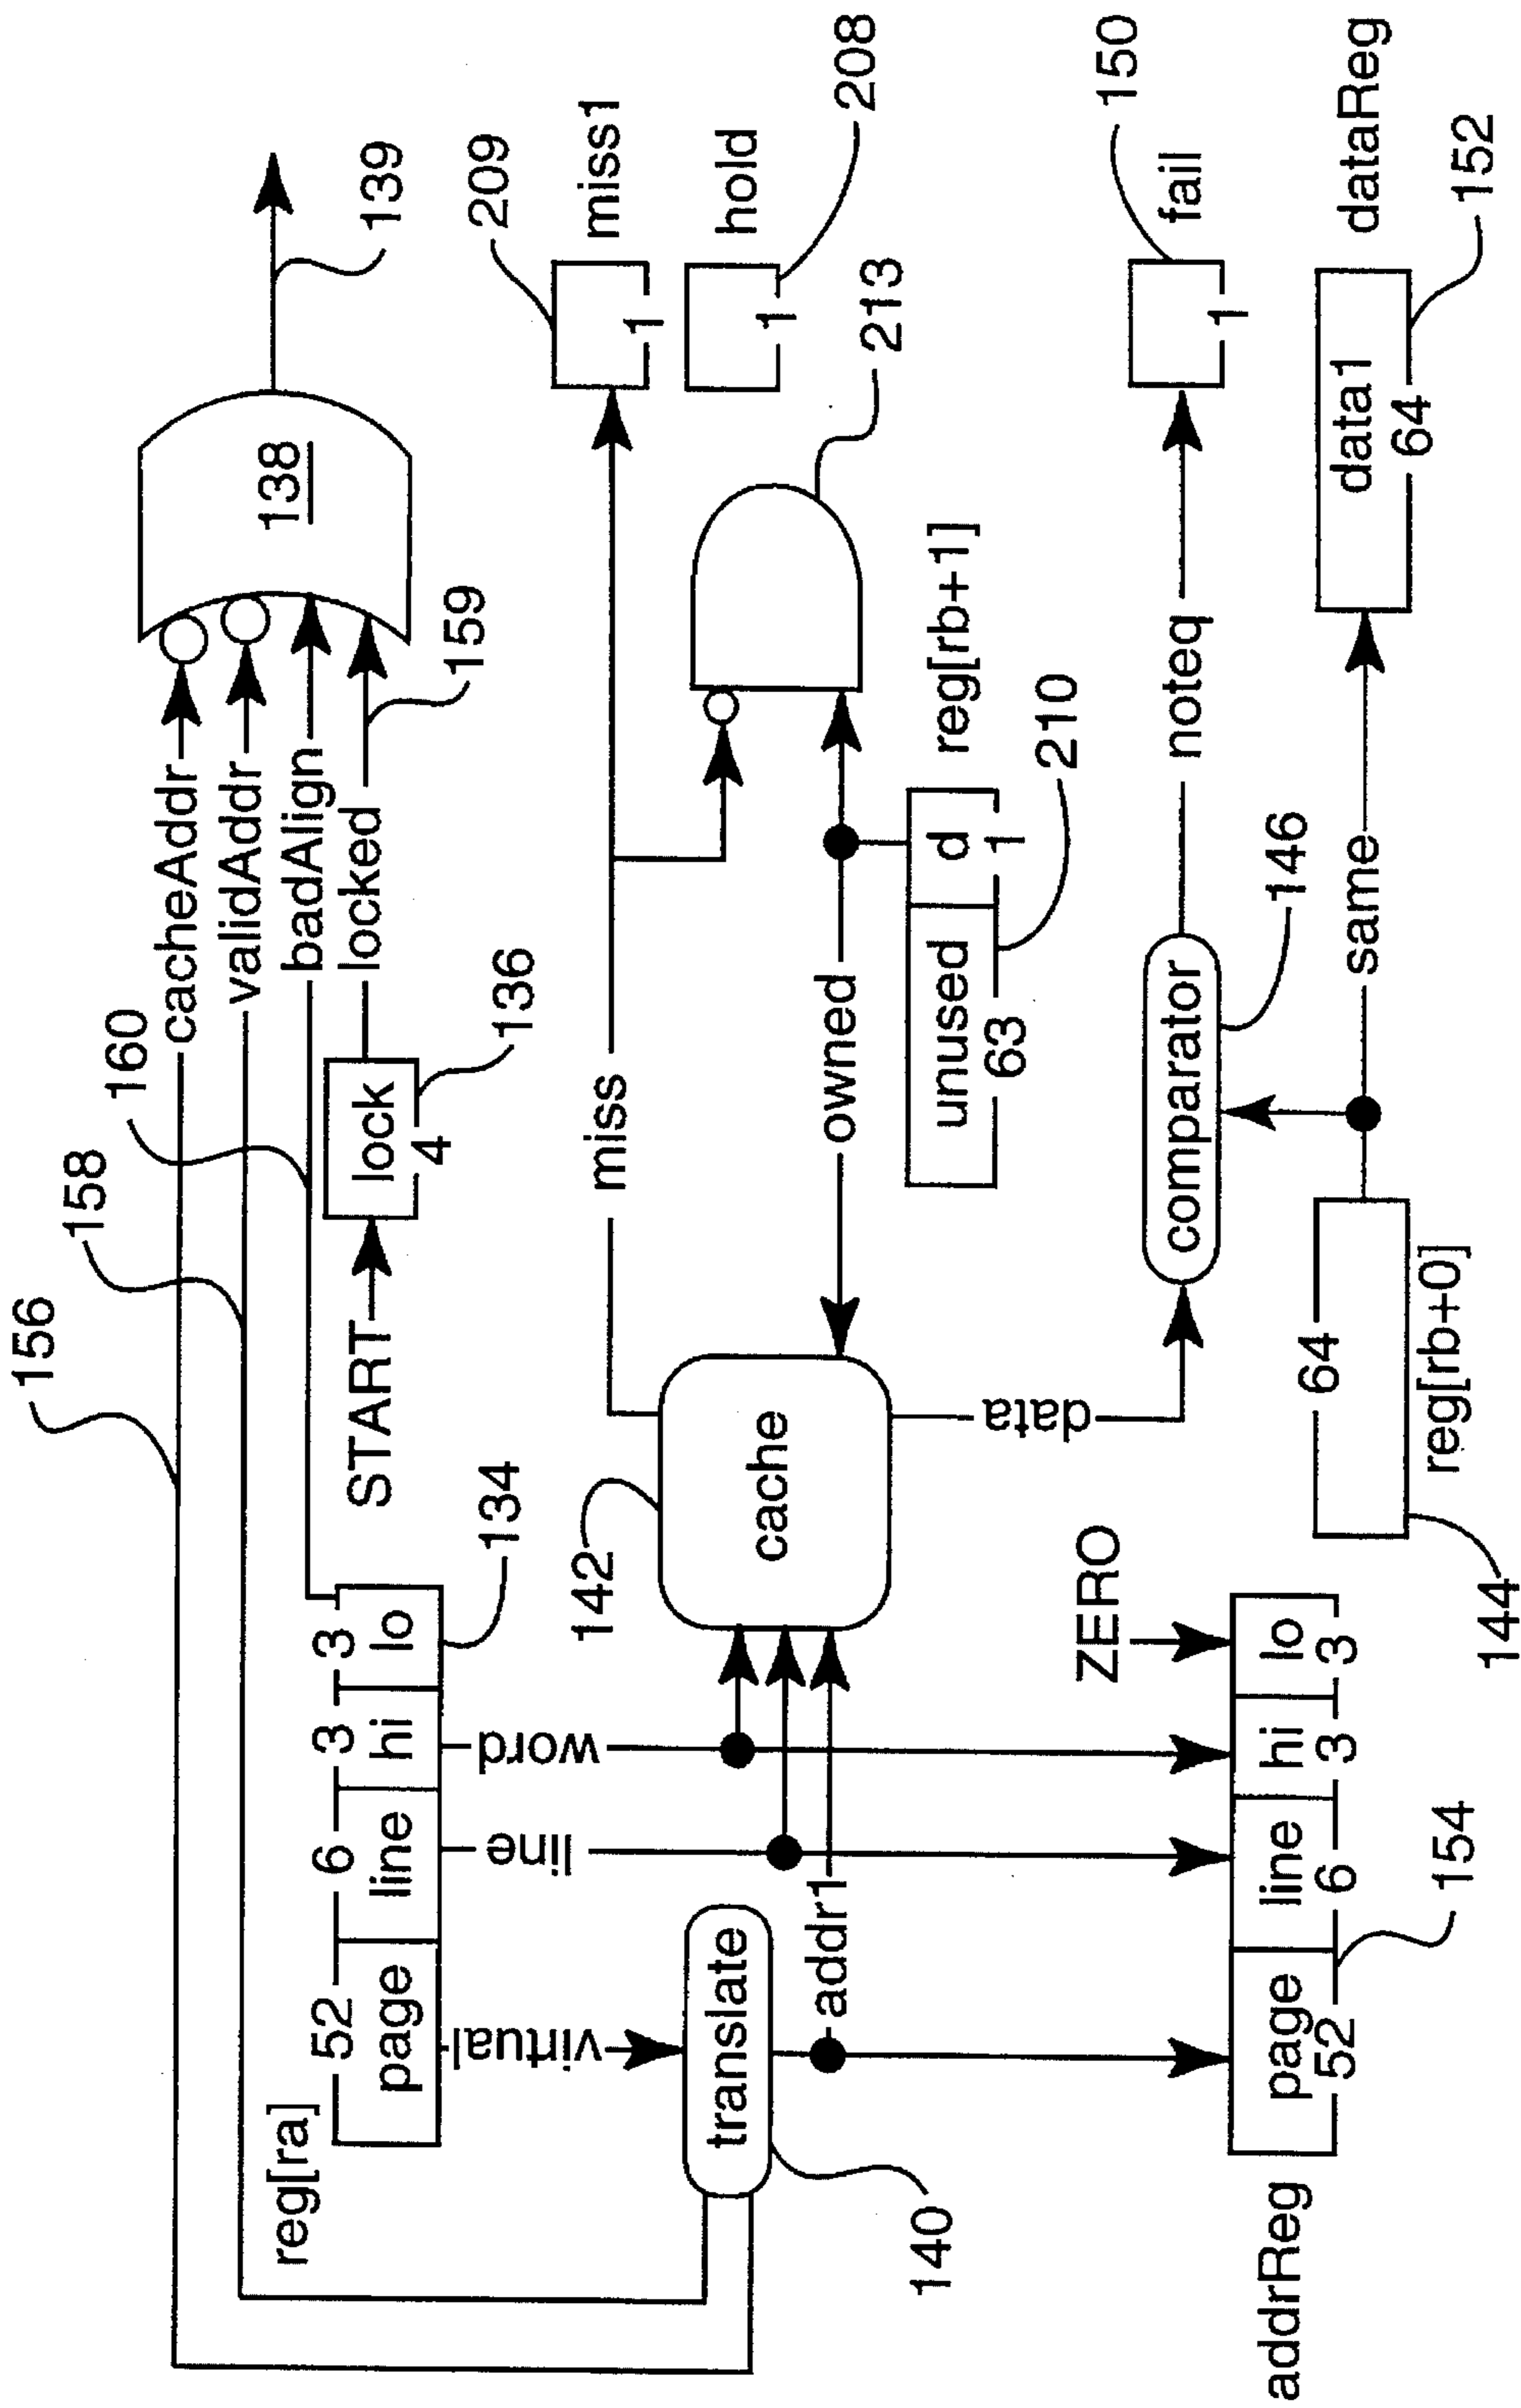 156
158
160
cacheAddr
validAddr
badAlign
locked
159
138
139
reg[ra]
52
6
3
3
page
line
hi
lo
134
START
lock
4
136
virtual
line
word
miss
209
1
miss1
1
hold
208
213
translate
140
addr1
142
cache
owned
unused
63
d
1
reg[rb+1]
210
data
ZERO
comparator
146
noteq
1
fail
150
addrReg
page
52
line
6
hi
3
lo
3
154
64
reg[rb+0]
144
same
data1
64
dataReg
152